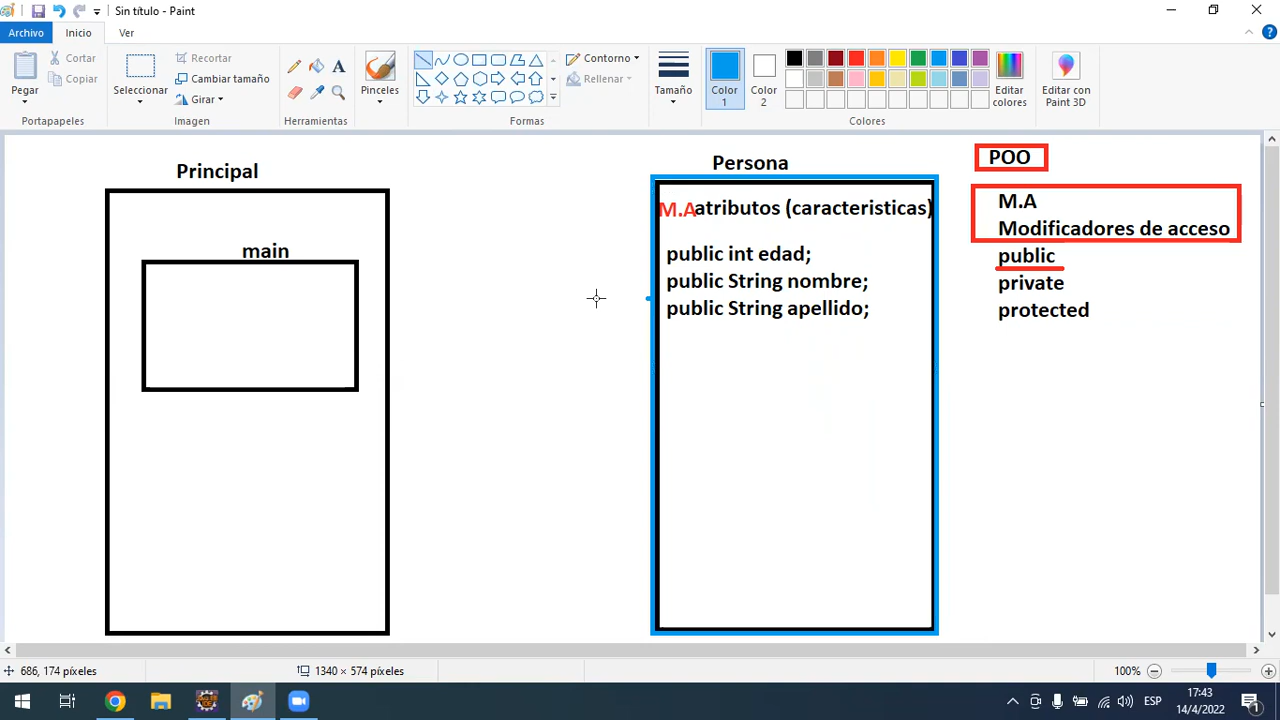 Sin título - Paint
Archivo
Inicio
Ver
Pegar
Cortar
Copiar
Portapapeles
Seleccionar
Recortar
Cambiar tamaño
Girar
Imagen
A
Herramientas
Pinceles
Contorno
Rellenar
Formas
Tamaño
Color
1
Color
2
Colores
Editar
colores
Editar con
Paint 3D
Principal
main
Persona
M.A atributos (caracteristicas)
public int edad;
public String nombre;
public String apellido;
POO
M.A
Modificadores de acceso
public
private
protected
686, 174 píxeles
1340 × 574 píxeles
100%
ESP
17:43
14/4/2022
1